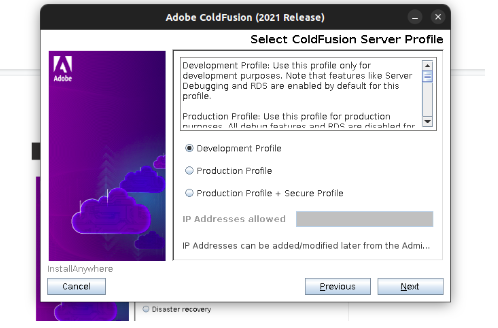 Adobe ColdFusion (2021 Release)
Select ColdFusion Server Profile
Adobe
Development Profile: Use this profile only for
development purposes. Note that features like Server
Debugging and RDS are enabled by default for this
profile.
Production Profile: Use this profile for production
purposes. All debug features and RDS are disabled for
Development Profile
Production Profile
Production Profile + Secure Profile
IP Addresses allowed
IP Addresses can be added/modified later from the Admi...
InstallAnywhere
Cancel
Previous
Next
Disaster recovery